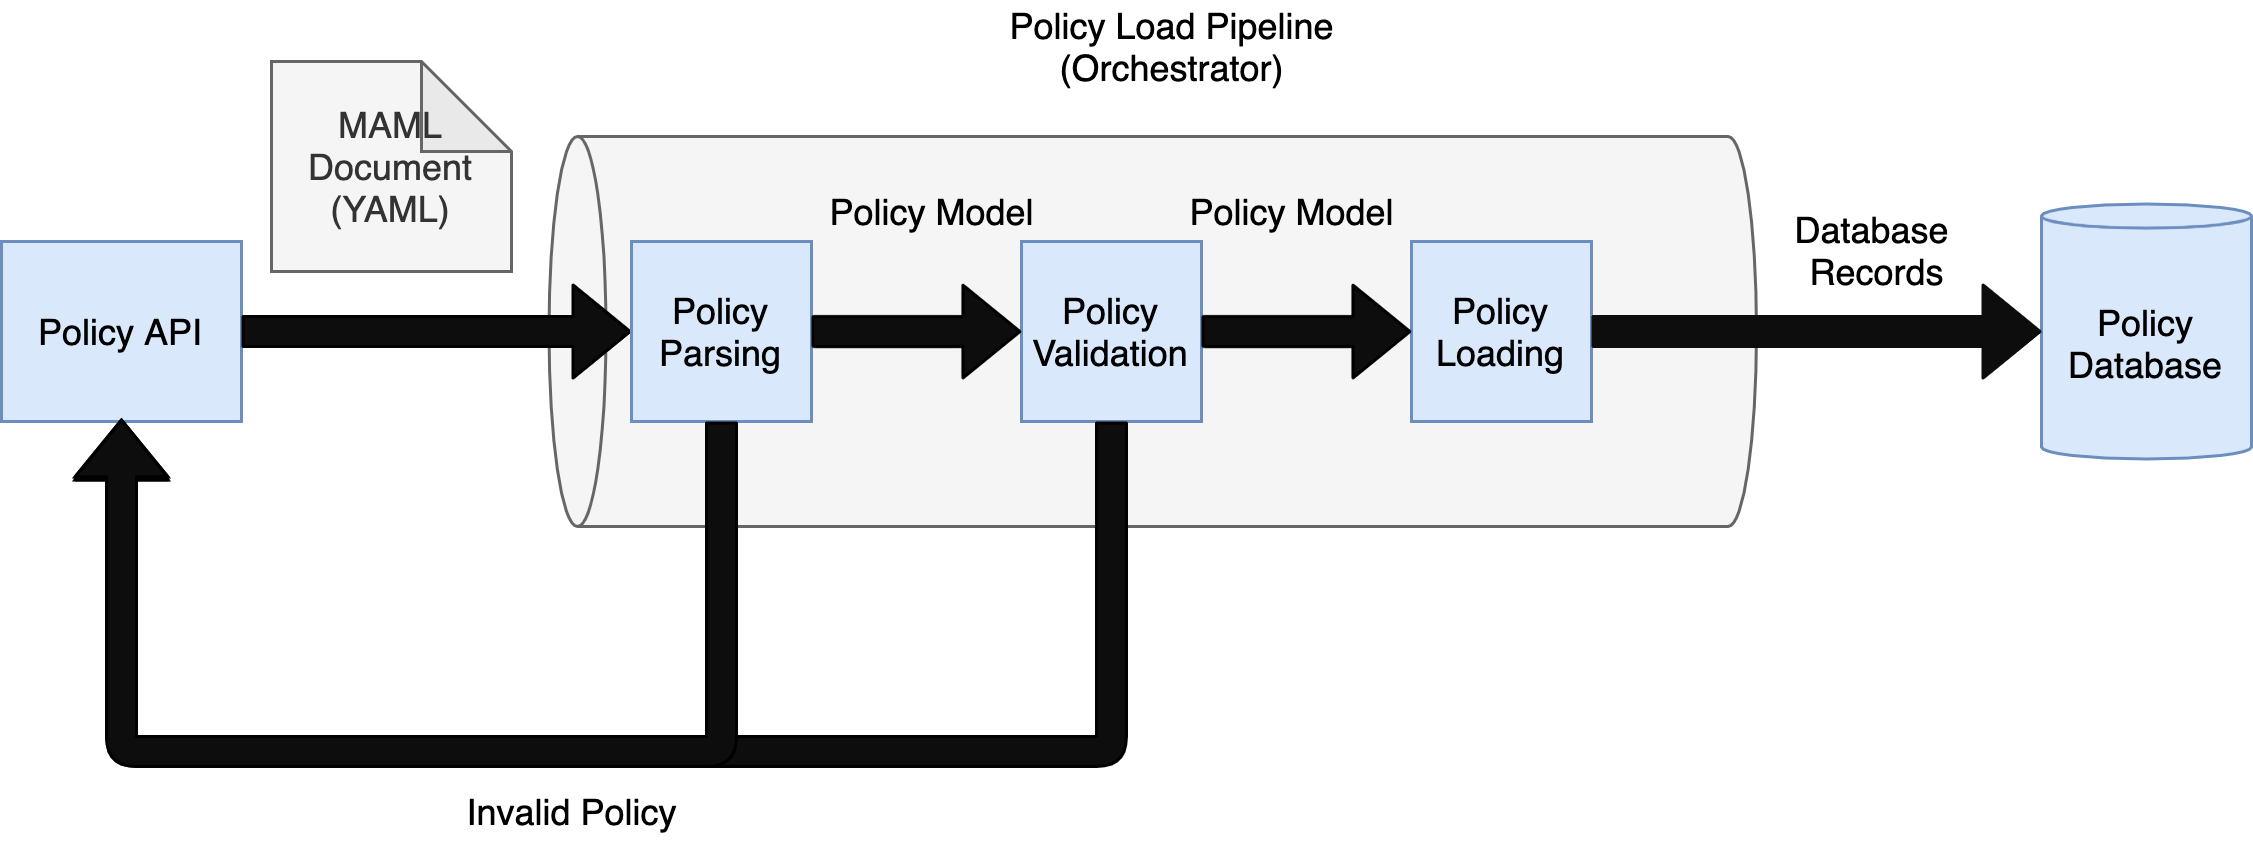 Policy Load Pipeline
(Orchestrator)
MAML
Document
(YAML)
Policy Model
Policy Model
Database
Records
Policy API
Policy
Parsing
Policy
Validation
Policy
Loading
Policy
Database
Invalid Policy